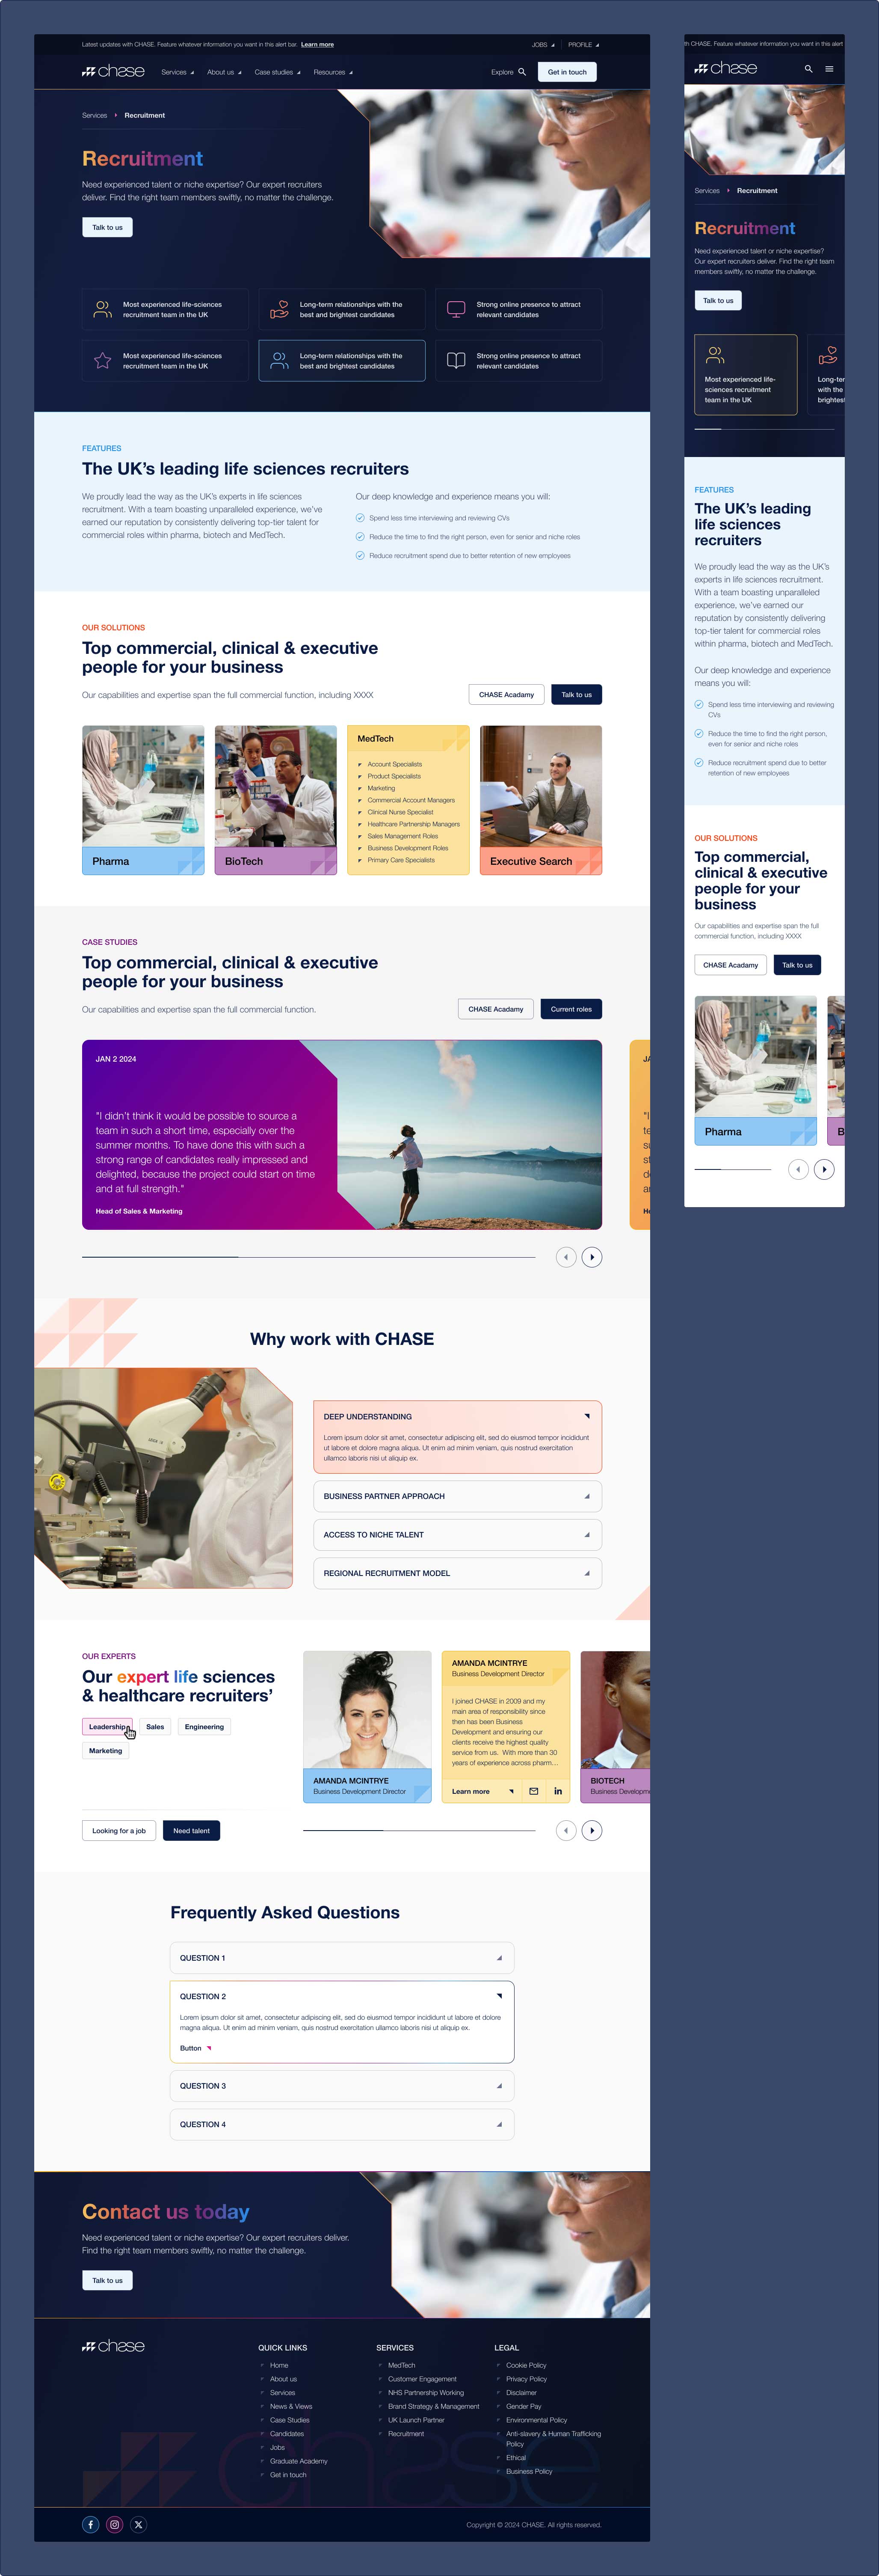 Latest updates with CHASE. Feature whatever information you want in this alert bar. Learn more
JOBS
PROFILE
chase
Services
About us
Case studies
Resources
Explore
Get in touch
Services
Recruitment
Recruitment
Need experienced talent or niche expertise? Our expert recruiters
deliver. Find the right team members swiftly, no matter the challenge.
Talk to us
Most experienced life-sciences
recruitment team in the UK
Long-term relationships with the
best and brightest candidates
Strong online presence to attract
relevant candidates
Most experienced life-sciences
recruitment team in the UK
Long-term relationships with the
best and brightest candidates
Strong online presence to attract
relevant candidates
FEATURES
The UK’s leading life sciences recruiters
We proudly lead the way as the UK’s experts in life sciences
recruitment. With a team boasting unparalleled experience, we’ve
earned our reputation by consistently delivering top-tier talent for
commercial roles within pharma, biotech and MedTech.
Our deep knowledge and experience means you will:
Spend less time interviewing and reviewing CVs
Reduce the time to find the right person, even for senior and niche roles
Reduce recruitment spend due to better retention of new employees
OUR SOLUTIONS
Top commercial, clinical & executive
people for your business
Our capabilities and expertise span the full commercial function, including XXXX
CHASE Acadamy
Talk to us
Pharma
BioTech
MedTech
Account Specialists
Product Specialists
Marketing
Commercial Account Managers
Clinical Nurse Specialist
Healthcare Partnership Managers
Sales Management Roles
Business Development Roles
Primary Care Specialists
Executive Search
CASE STUDIES
Top commercial, clinical & executive
people for your business
Our capabilities and expertise span the full commercial function.
CHASE Acadamy
Current roles
JAN 2 2024
"I didn’t think it would be possible to source a
team in such a short time, especially over the
summer months. To have done this with such a
strong range of candidates really impressed and
delighted, because the project could start on time
and at full strength."
Head of Sales & Marketing
Why work with CHASE
DEEP UNDERSTANDING
Lorem ipsum dolor sit amet, consectetur adipiscing elit, sed do eiusmod tempor incididunt
ut labore et dolore magna aliqua. Ut enim ad minim veniam, quis nostrud exercitation
ullamco laboris nisi ut aliquip ex.
BUSINESS PARTNER APPROACH
ACCESS TO NICHE TALENT
REGIONAL RECRUITMENT MODEL
OUR EXPERTS
Our expert life sciences
& healthcare recruiters’
Leadership
Sales
Engineering
Marketing
Looking for a job
Need talent
AMANDA MCINTRYE
Business Development Director
AMANDA MCINTRYE
Business Development Director
I joined CHASE in 2009 and my
main area of responsibility since
then has been Business
Development and ensuring our
clients receive the highest quality
service from us. With more than 30
years of experience across pharm...
Learn more
in
BIOTECH
Business Developm
Frequently Asked Questions
QUESTION 1
QUESTION 2
Lorem ipsum dolor sit amet, consectetur adipiscing elit, sed do eiusmod tempor incididunt ut labore et dolore
magna aliqua. Ut enim ad minim veniam, quis nostrud exercitation ullamco laboris nisi ut aliquip ex.
Button
QUESTION 3
QUESTION 4
Contact us today
Need experienced talent or niche expertise? Our expert recruiters deliver.
Find the right team members swiftly, no matter the challenge.
Talk to us
chase
QUICK LINKS
Home
About us
Services
News & Views
Case Studies
Candidates
Jobs
Graduate Academy
Get in touch
SERVICES
MedTech
Customer Engagement
NHS Partnership Working
Brand Strategy & Management
UK Launch Partner
Recruitment
LEGAL
Cookie Policy
Privacy Policy
Disclaimer
Gender Pay
Environmental Policy
Anti-slavery & Human Trafficking
Policy
Ethical
Business Policy
chase
Copyright © 2024 CHASE. All rights reserved.
th CHASE. Feature whatever information you want in this alert
chase
Services
Recruitment
Recruitment
Need experienced talent or niche expertise?
Our expert recruiters deliver. Find the right team
members swiftly, no matter the challenge.
Talk to us
Most experienced life-
sciences recruitment
team in the UK
Long-ter
with the
brightest
FEATURES
The UK’s leading
life sciences
recruiters
We proudly lead the way as the UK’s
experts in life sciences recruitment.
With a team boasting unparalleled
experience, we’ve earned our
reputation by consistently delivering
top-tier talent for commercial roles
within pharma, biotech and MedTech.
Our deep knowledge and experience
means you will:
Spend less time interviewing and reviewing
CVs
Reduce the time to find the right person,
even for senior and niche roles
Reduce recruitment spend due to better
retention of new employees
OUR SOLUTIONS
Top commercial,
clinical & executive
people for your
business
Our capabilities and expertise span the full
commercial function, including XXXX
CHASE Acadamy
Talk to us
Pharma
B